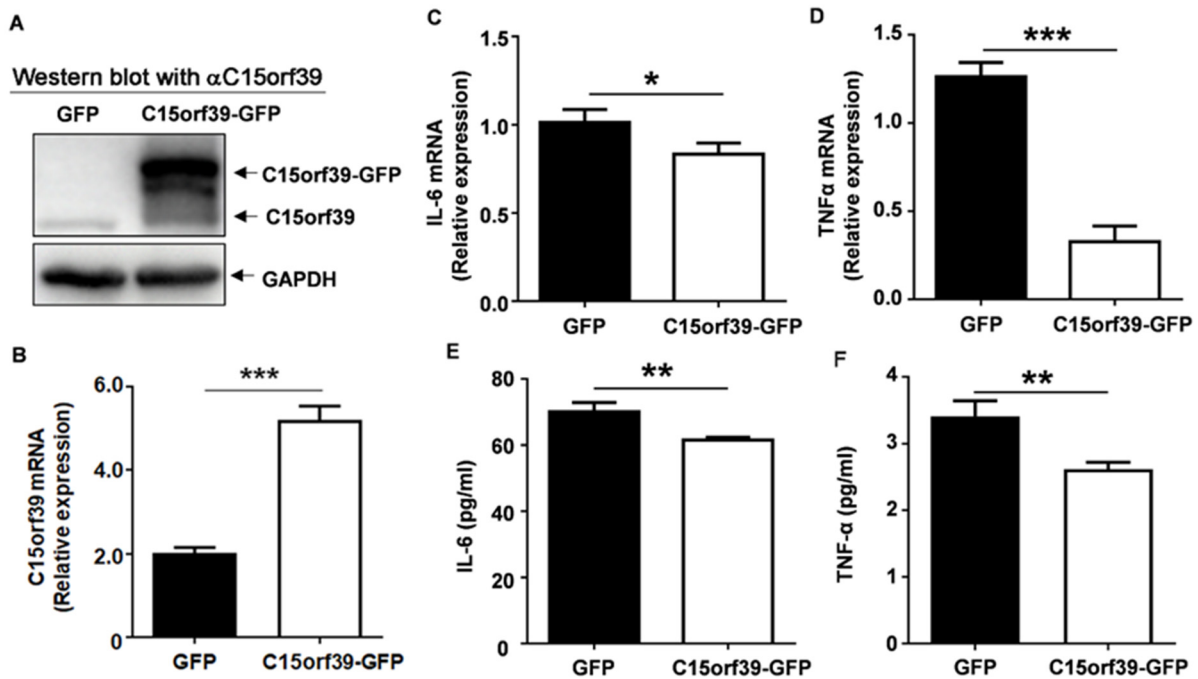 A
Western blot with αC15orf39
GFP C15orf39-GFP
C15orf39-GFP
C15orf39
GAPDH
B
C15orf39 mRNA
(Relative expression)
6.0
4.0
2.0
0
***
GFP C15orf39-GFP
C
IL-6 mRNA
(Relative expression)
1.5
1.0
0.5
0.0
*
GFP C15orf39-GFP
D
TNFα mRNA
(Relative expression)
1.5
1.0
0.5
0.0
***
GFP C15orf39-GFP
E
IL-6 (pg/ml)
80
60
40
20
0
**
GFP C15orf39-GFP
F
TNF-α (pg/ml)
4
3
2
1
0
**
GFP C15orf39-GFP